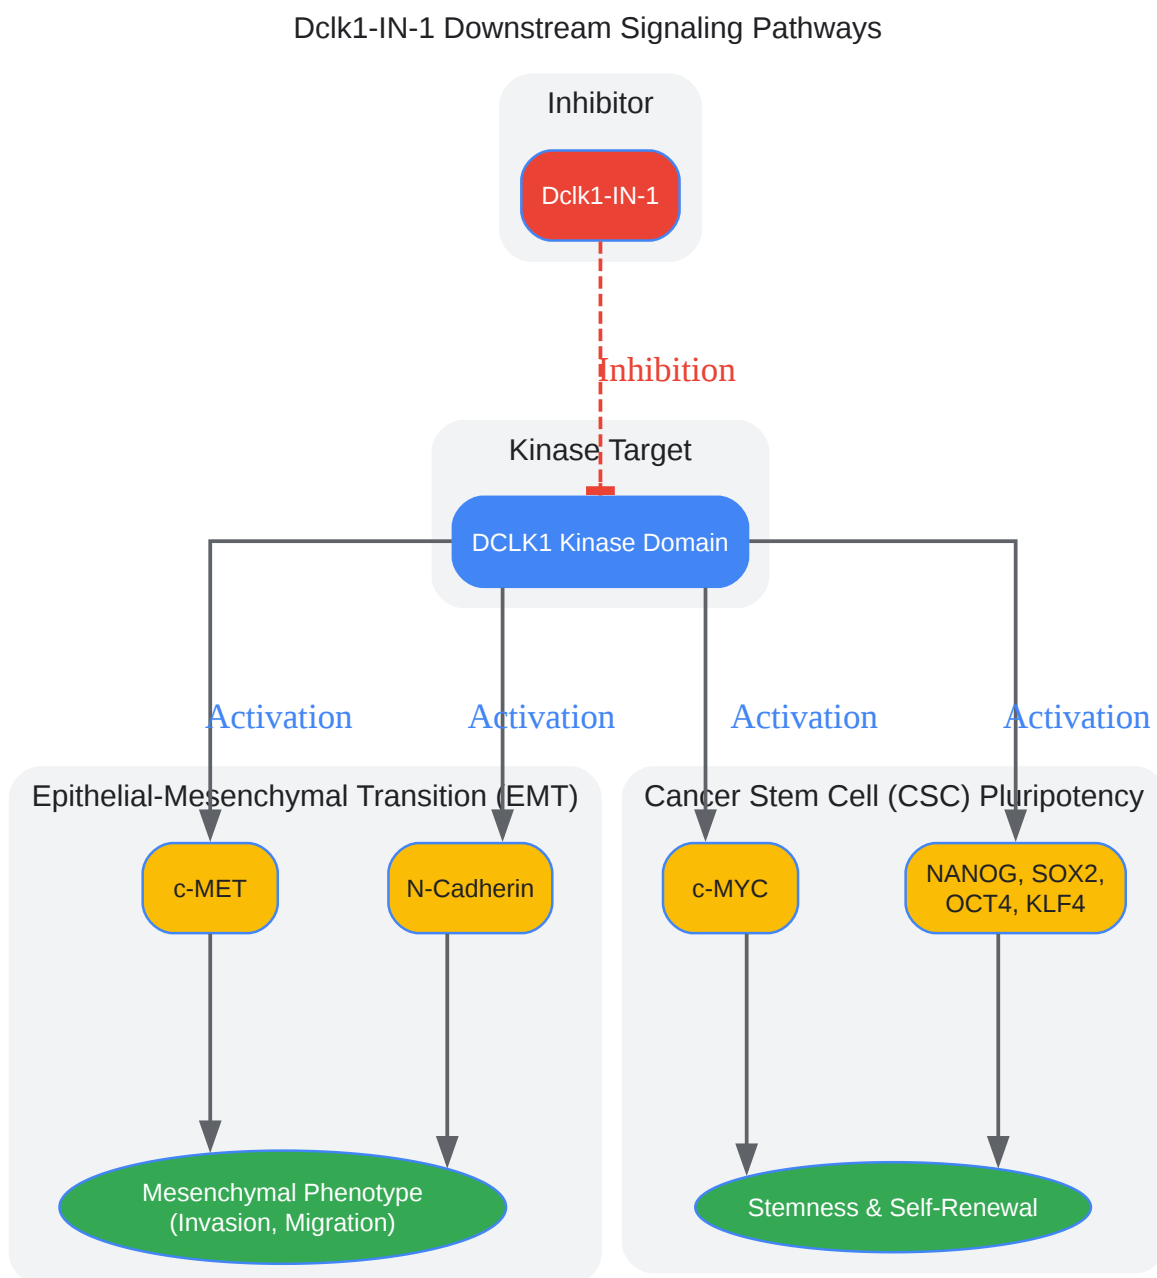 Dclk1-IN-1 Downstream Signaling Pathways
Inhibitor
Dclk1-IN-1
Inhibition
Kinase Target
DCLK1 Kinase Domain
Activation
Activation
Activation
Activation
Epithelial-Mesenchymal Transition (EMT)
Cancer Stem Cell (CSC) Pluripotency
c-MET
N-Cadherin
c-MYC
NANOG, SOX2,
OCT4, KLF4
Mesenchymal Phenotype
(Invasion, Migration)
Stemness & Self-Renewal